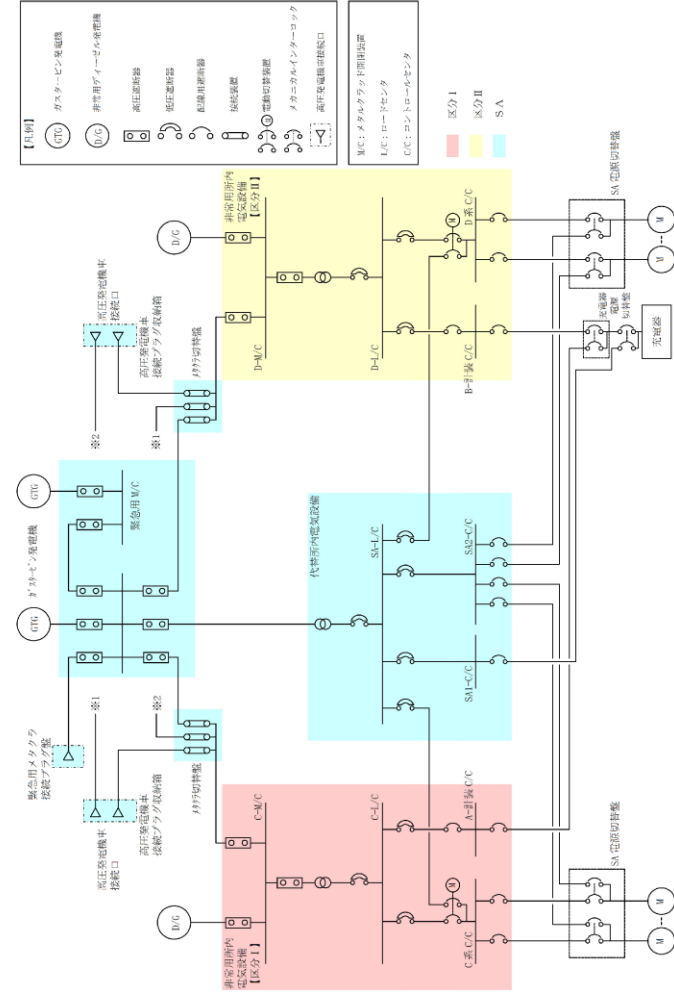 【凡例】
GTG
ガスタービン発電機
D/G
非常用ディーゼル発電機
高圧遮断器
低圧遮断器
配線用遮断器
接続装置
M
電動切替装置
メカニカルインターロック
高圧発電機車接続口
M/C：メタルクラッド開閉装置
L/C：ロードセンタ
C/C：コントロールセンタ
区分Ⅰ
区分Ⅱ
SA
緊急用メタクラ
接続プラグ盤
ガスタービン発電機
GTG
GTG
緊急用M/C
※1
※2
高圧発電機車
接続口
高圧発電機車
接続プラグ収納箱
メタクラ切替盤
※2
※1
高圧発電機車
接続口
高圧発電機車
接続プラグ収納箱
メタクラ切替盤
D/G
非常用所内
電気設備
【区分Ⅰ】
C-M/C
C-L/C
M
C系C/C
A-計装C/C
SA電源切替盤
M
M
代替所内電気設備
SA-L/C
SA1-C/C
SA2-C/C
D/G
非常用所内
電気設備
【区分Ⅱ】
D-M/C
D-L/C
M
B-計装C/C
D系C/C
充電器
電源
切替盤
充電器
SA電源切替盤
M
M